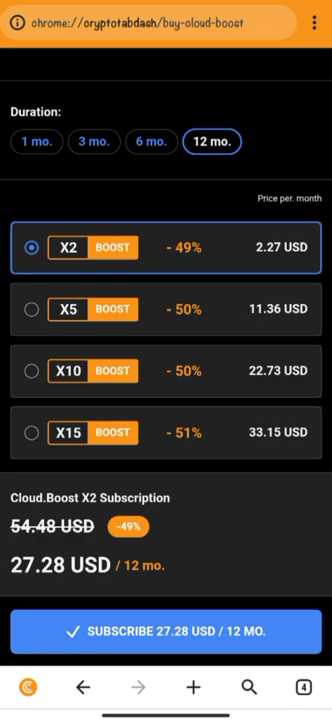 chrome://cryptotabdash/buy-cloud-boost
Duration:
1 mo.
3 mo.
6 mo.
12 mo.
Price per. month
X2 BOOST - 49% 2.27 USD
X5 BOOST - 50% 11.36 USD
X10 BOOST - 50% 22.73 USD
X15 BOOST - 51% 33.15 USD
Cloud.Boost X2 Subscription
54.48 USD -49%
27.28 USD / 12 mo.
SUBSCRIBE 27.28 USD / 12 MO.
4